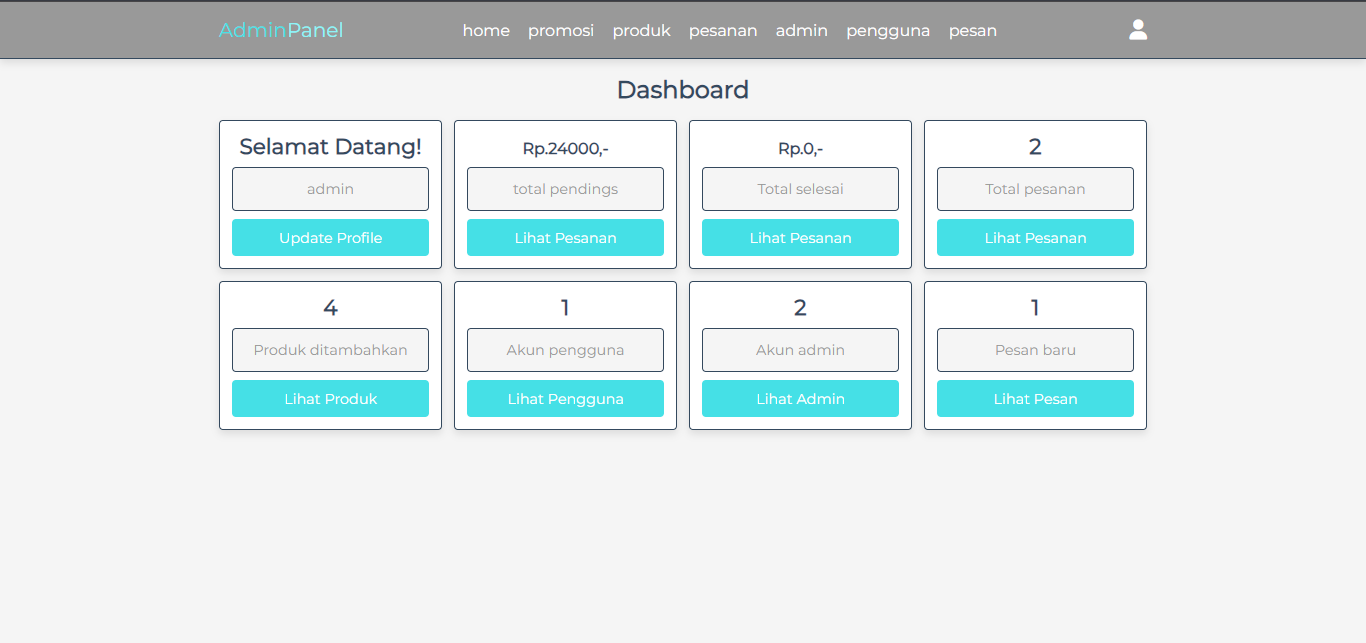 AdminPanel home promosi produk pesanan admin pengguna pesan
Dashboard
Selamat Datang!
admin
Update Profile
Rp.24000,-
total pendings
Lihat Pesanan
Rp.0,-
Total selesai
Lihat Pesanan
2
Total pesanan
Lihat Pesanan
4
Produk ditambahkan
Lihat Produk
1
Akun pengguna
Lihat Pengguna
2
Akun admin
Lihat Admin
1
Pesan baru
Lihat Pesan